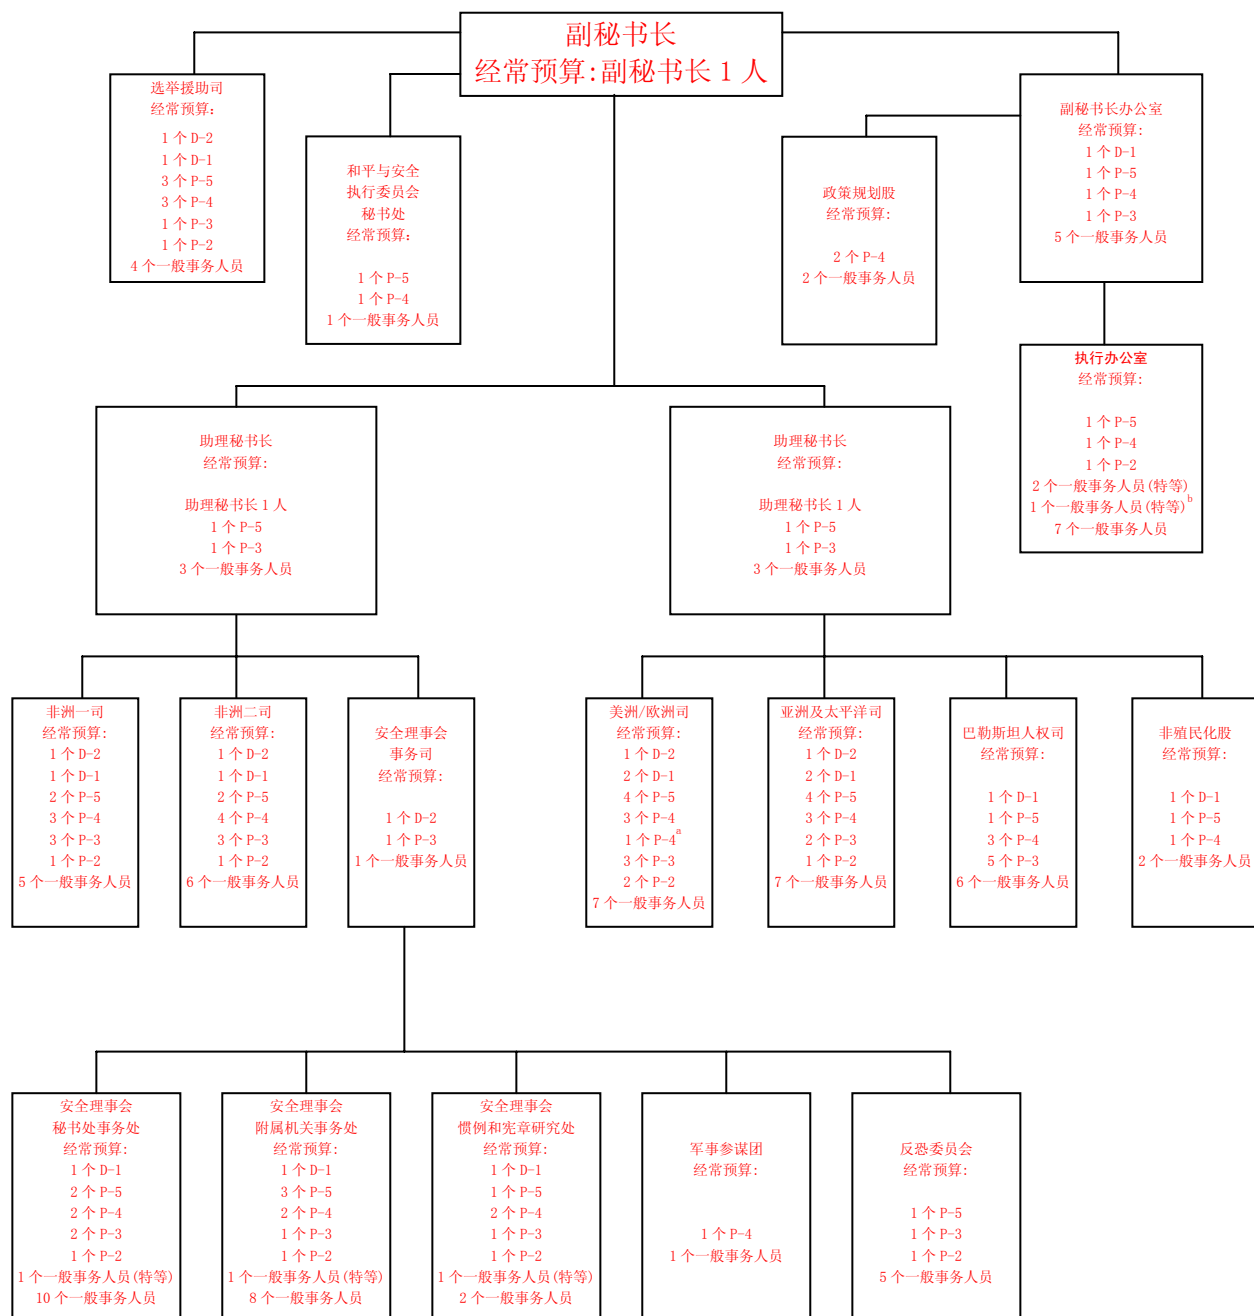 副秘书长
经常预算:副秘书长 1 人
选举援助司
经常预算:
1 个 D-2
1 个 D-1
3 个 P-5
3 个 P-4
1 个 P-3
1 个 P-2
4 个一般事务人员
和平与安全
执行委员会
秘书处
经常预算:
1 个 P-5
1 个 P-4
1 个一般事务人员
政策规划股
经常预算:
2 个 P-4
2 个一般事务人员
副秘书长办公室
经常预算:
1 个 D-1
1 个 P-5
1 个 P-4
1 个 P-3
5 个一般事务人员
执行办公室
经常预算:
1 个 P-5
1 个 P-4
1 个 P-2
2 个一般事务人员(特等)
1 个一般事务人员(特等)b
7 个一般事务人员
助理秘书长
经常预算:
助理秘书长 1 人
1 个 P-5
1 个 P-3
3 个一般事务人员
助理秘书长
经常预算:
助理秘书长 1 人
1 个 P-5
1 个 P-3
3 个一般事务人员
非洲一司
经常预算:
1 个 D-2
1 个 D-1
2 个 P-5
3 个 P-4
3 个 P-3
1 个 P-2
5 个一般事务人员
非洲二司
经常预算:
1 个 D-2
1 个 D-1
2 个 P-5
4 个 P-4
3 个 P-3
1 个 P-2
6 个一般事务人员
安全理事会
事务司
经常预算:
1 个 D-2
1 个 P-3
1 个一般事务人员
美洲/欧洲司
经常预算:
1 个 D-2
2 个 D-1
4 个 P-5
3 个 P-4
1 个 P-4a
3 个 P-3
2 个 P-2
7 个一般事务人员
亚洲及太平洋司
经常预算:
1 个 D-2
2 个 D-1
4 个 P-5
3 个 P-4
2 个 P-3
1 个 P-2
7 个一般事务人员
巴勒斯坦人权司
经常预算:
1 个 D-1
1 个 P-5
3 个 P-4
5 个 P-3
6 个一般事务人员
非殖民化股
经常预算:
1 个 D-1
1 个 P-5
1 个 P-4
2 个一般事务人员
安全理事会
秘书处事务处
经常预算:
1 个 D-1
2 个 P-5
2 个 P-4
2 个 P-3
1 个 P-2
1 个一般事务人员(特等)
10 个一般事务人员
安全理事会
附属机关事务处
经常预算:
1 个 D-1
3 个 P-5
2 个 P-4
1 个 P-3
1 个 P-2
1 个一般事务人员(特等)
8 个一般事务人员
安全理事会
惯例和宪章研究处
经常预算:
1 个 D-1
1 个 P-5
2 个 P-4
1 个 P-3
1 个 P-2
1 个一般事务人员(特等)
2 个一般事务人员
军事参谋团
经常预算:
1 个 P-4
1 个一般事务人员
反恐委员会
经常预算:
1 个 P-5
1 个 P-3
1 个 P-2
5 个一般事务人员